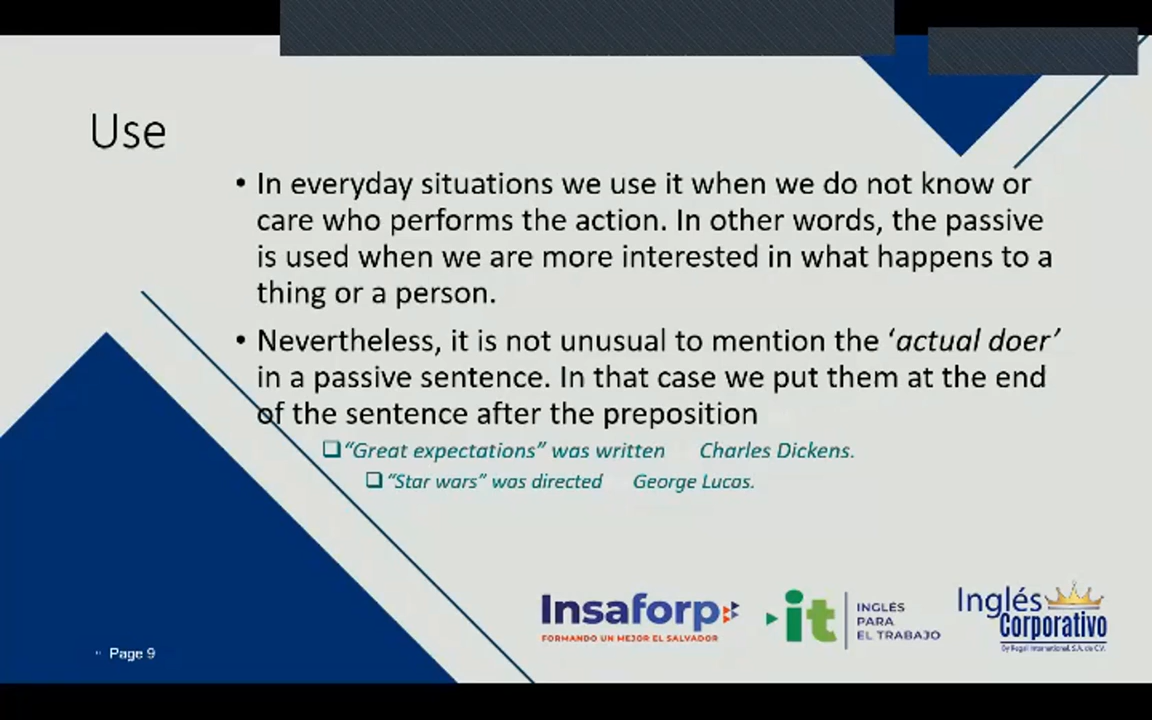 Use
• In everyday situations we use it when we do not know or
care who performs the action. In other words, the passive
is used when we are more interested in what happens to a
thing or a person.
• Nevertheless, it is not unusual to mention the ‘actual doer’
in a passive sentence. In that case we put them at the end
of the sentence after the preposition
❑ “Great expectations” was written Charles Dickens.
❑ “Star wars” was directed George Lucas.
Insaforp
FORMANDO UN MEJOR EL SALVADOR
it
INGLÉS
PARA
EL TRABAJO
Inglés
Corporativo
By Regal International, S.A. de C.V.
Page 9